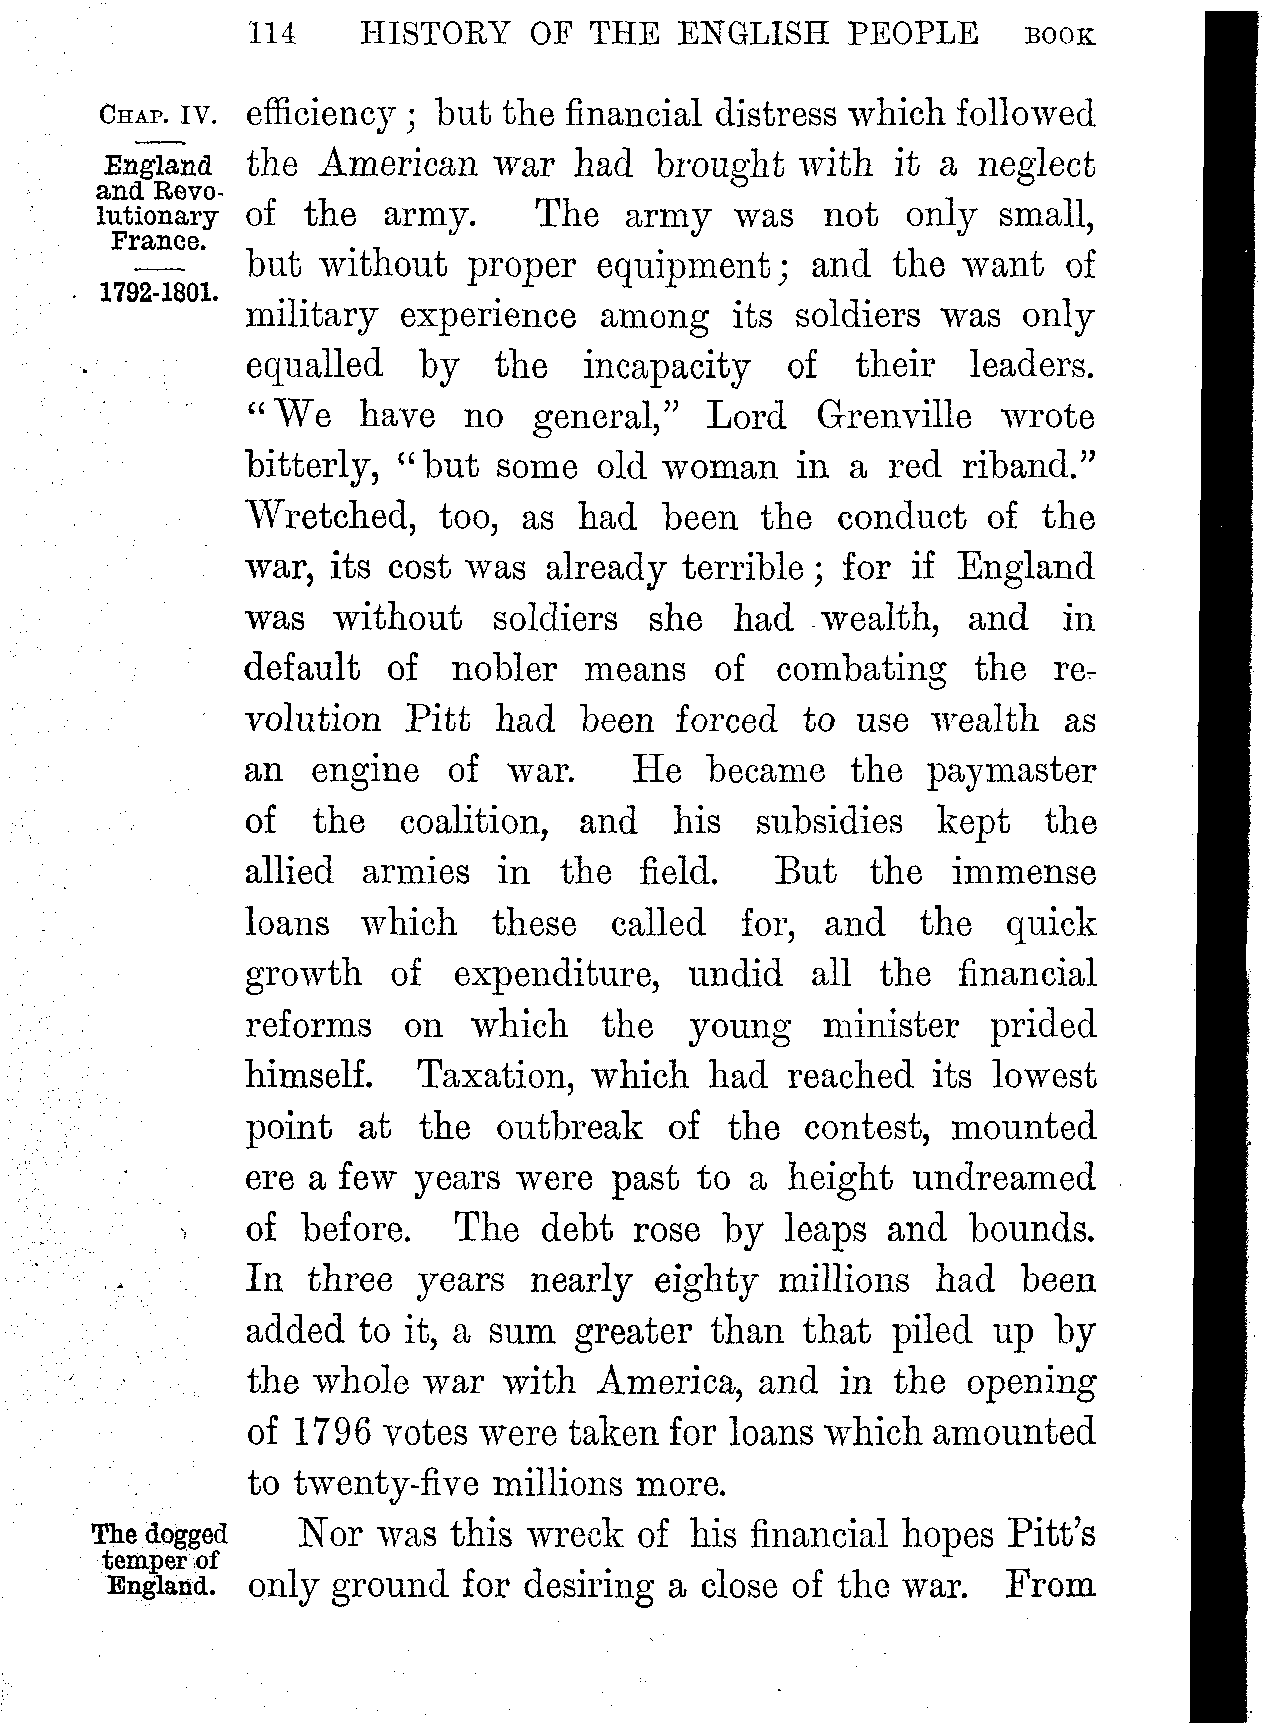 114 HISTORY OF THE ENGLISH PEOPLE BOOK
CHAP. IV.
England
and Revo-
lutionary
France.
1792-1801.
efficiency; but the financial distress which followed
the American war had brought with it a neglect
of the army. The army was not only small,
but without proper equipment; and the want of
military experience among its soldiers was only
equalled by the incapacity of their leaders.
"We have no general," Lord Grenville wrote
bitterly, "but some old woman in a red riband."
Wretched, too, as had been the conduct of the
war, its cost was already terrible; for if England
was without soldiers she had wealth, and in
default of nobler means of combating the re-
volution Pitt had been forced to use wealth as
an engine of war. He became the paymaster
of the coalition, and his subsidies kept the
allied armies in the field. But the immense
loans which these called for, and the quick
growth of expenditure, undid all the financial
reforms on which the young minister prided
himself. Taxation, which had reached its lowest
point at the outbreak of the contest, mounted
ere a few years were past to a height undreamed
of before. The debt rose by leaps and bounds.
In three years nearly eighty millions had been
added to it, a sum greater than that piled up by
the whole war with America, and in the opening
of 1796 votes were taken for loans which amounted
to twenty-five millions more.
The dogged
temper of
England.
Nor was this wreck of his financial hopes Pitt's
only ground for desiring a close of the war. From